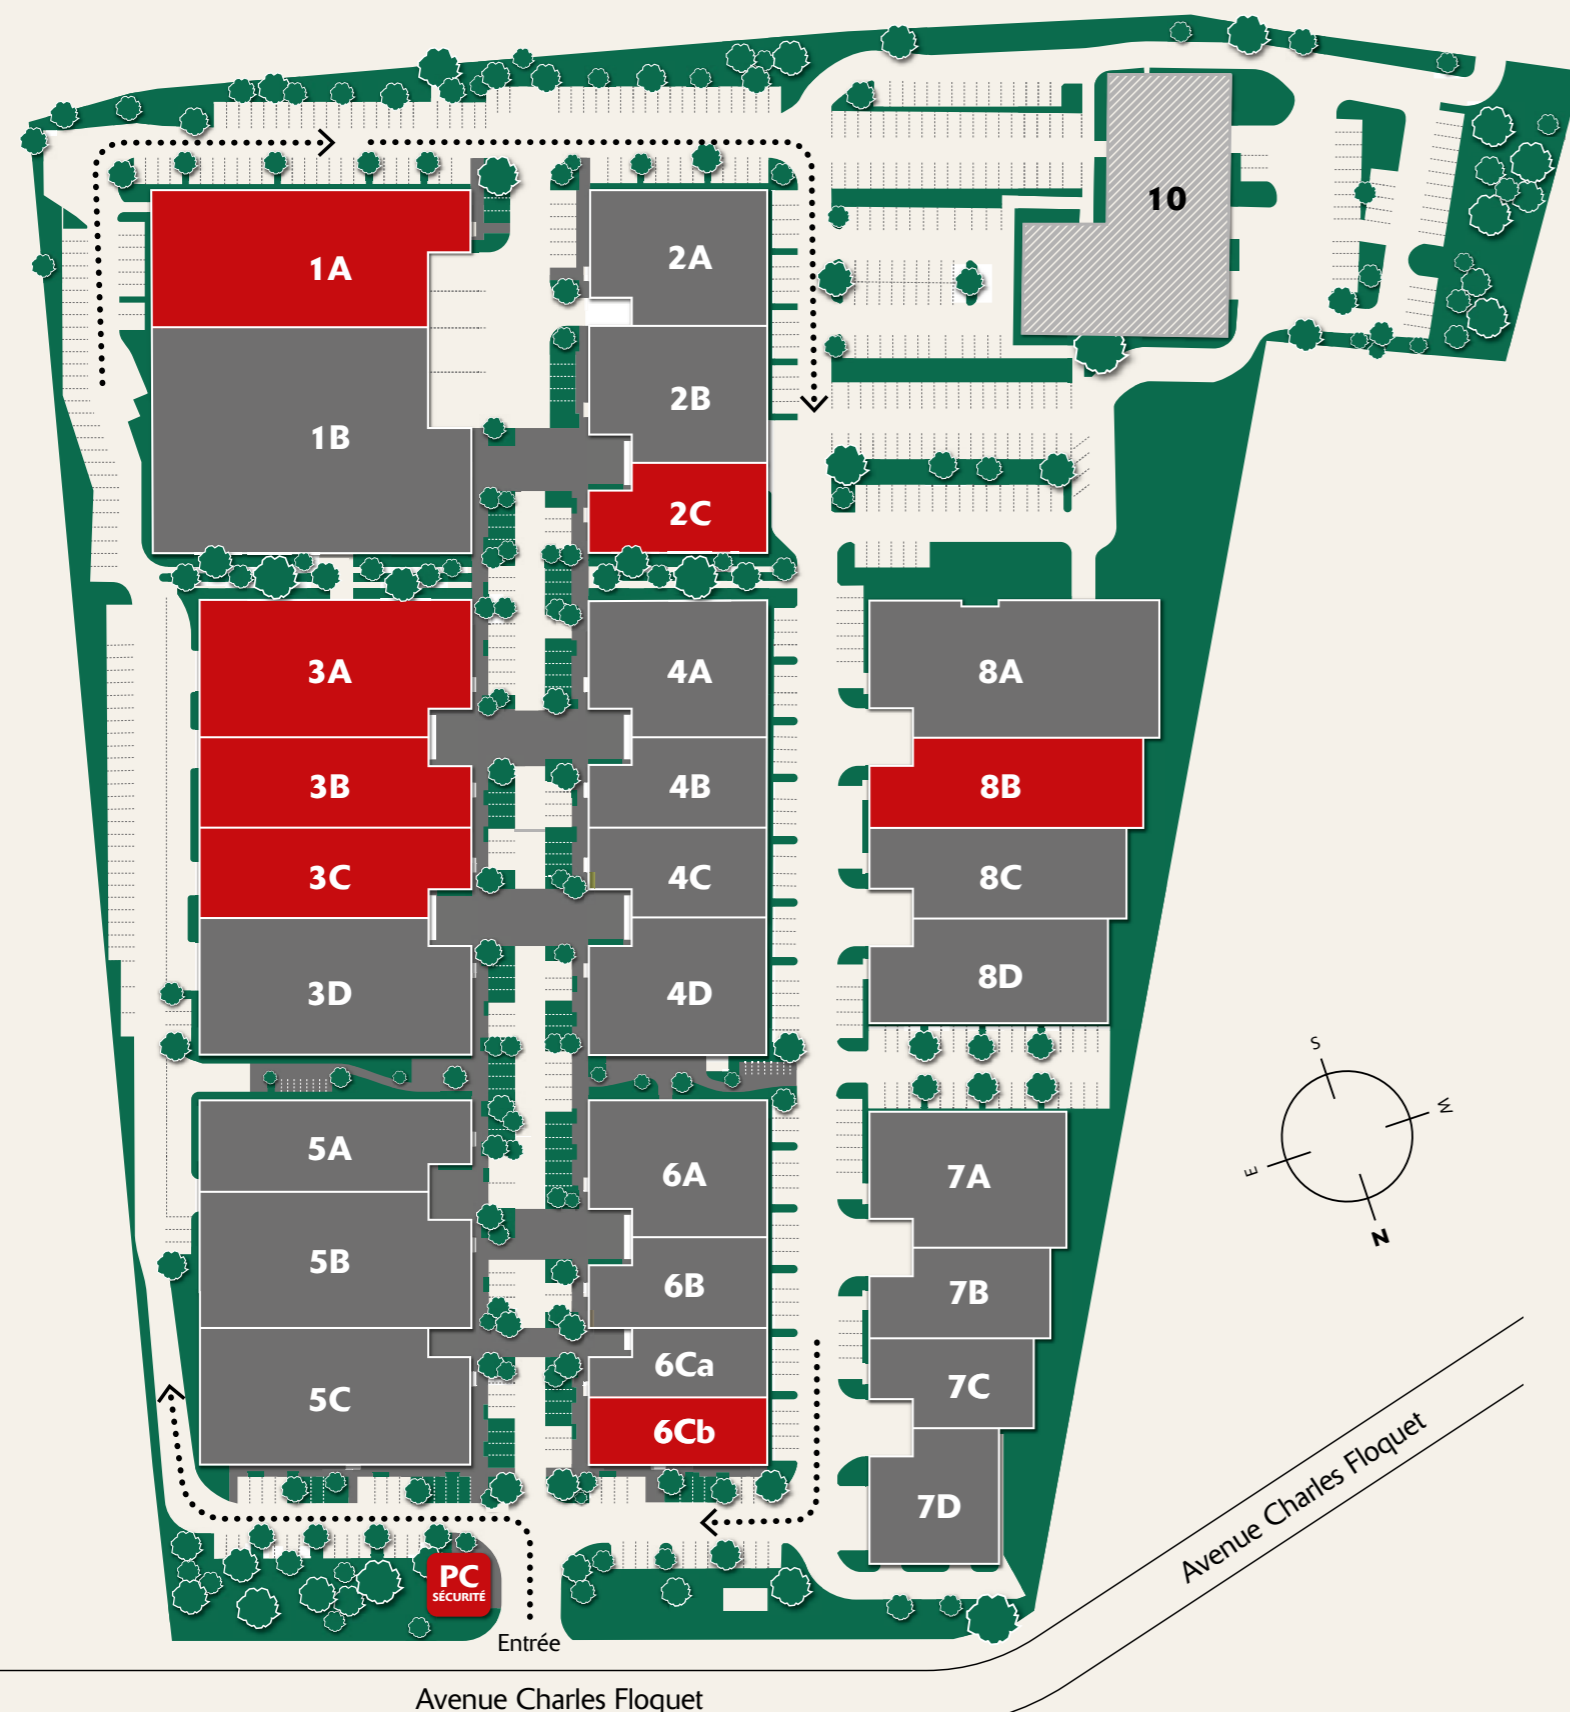 10
1A
2A
1B
2B
2C
3A
4A
8A
3B
4B
8B
3C
4C
8C
3D
4D
8D
S
W
E
N
5A
6A
7A
5B
6B
7B
6Ca
7C
5C
6Cb
7D
PC
SÉCURITÉ
Entrée
Avenue Charles Floquet
Avenue Charles Floquet